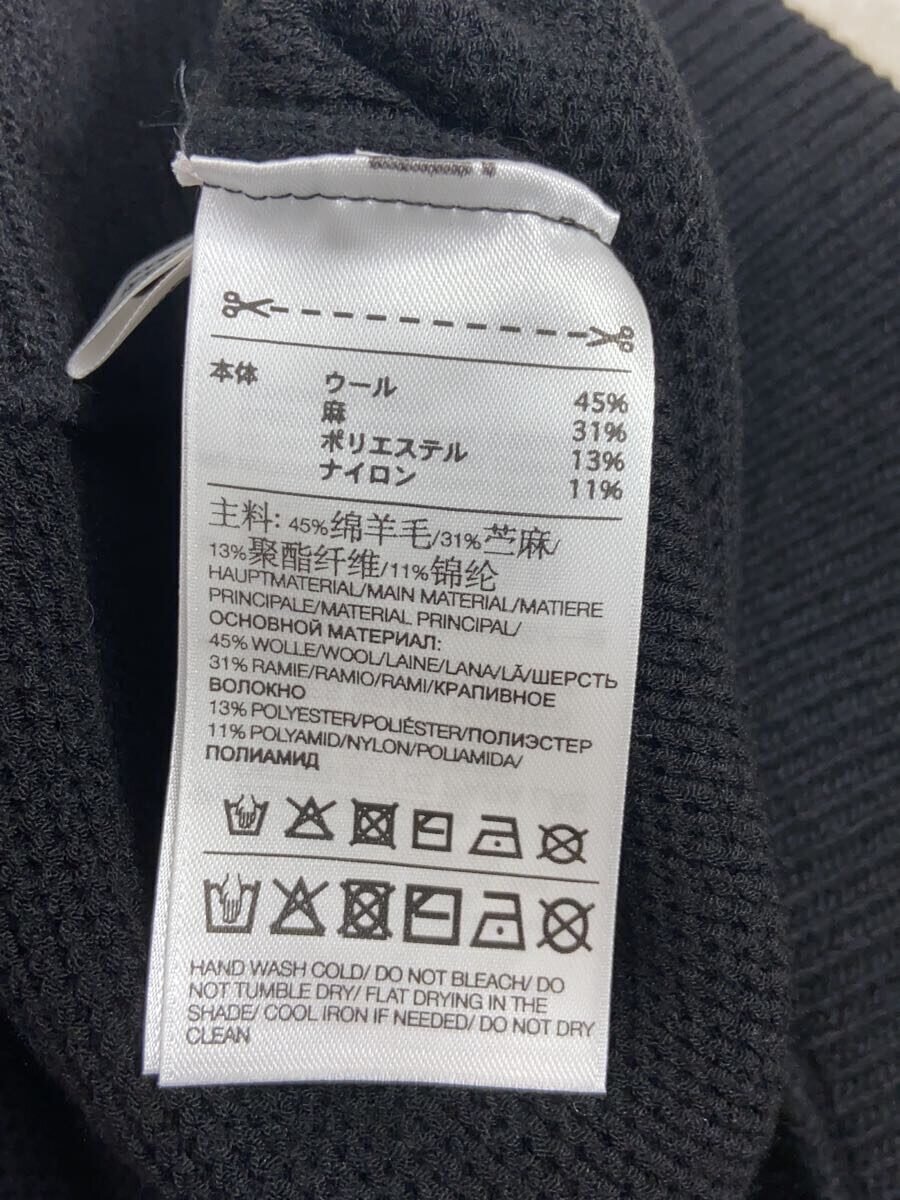 本体 ウール 45%
麻 31%
ポリエステル 13%
ナイロン 11%
主料: 45%绵羊毛/31%苎麻/
13%聚酯纤维/11%锦纶
HAUPTMATERIAL/MAIN MATERIAL/MATIERE
PRINCIPALE/MATERIAL PRINCIPAL/
ОСНОВНОЙ МАТЕРИАЛ:
45% WOLLE/WOOL/LAINE/LANA/LÃ/ШЕРСТЬ
31% RAMIE/RAMIO/RAMI/КРАПИВНОЕ
ВОЛОКНО
13% POLYESTER/POLIÉSTER/ПОЛИЭСТЕР
11% POLYAMID/NYLON/POLIAMIDA/
ПОЛИАМИД
HAND WASH COLD/ DO NOT BLEACH/ DO
NOT TUMBLE DRY/ FLAT DRYING IN THE
SHADE/ COOL IRON IF NEEDED/ DO NOT DRY
CLEAN